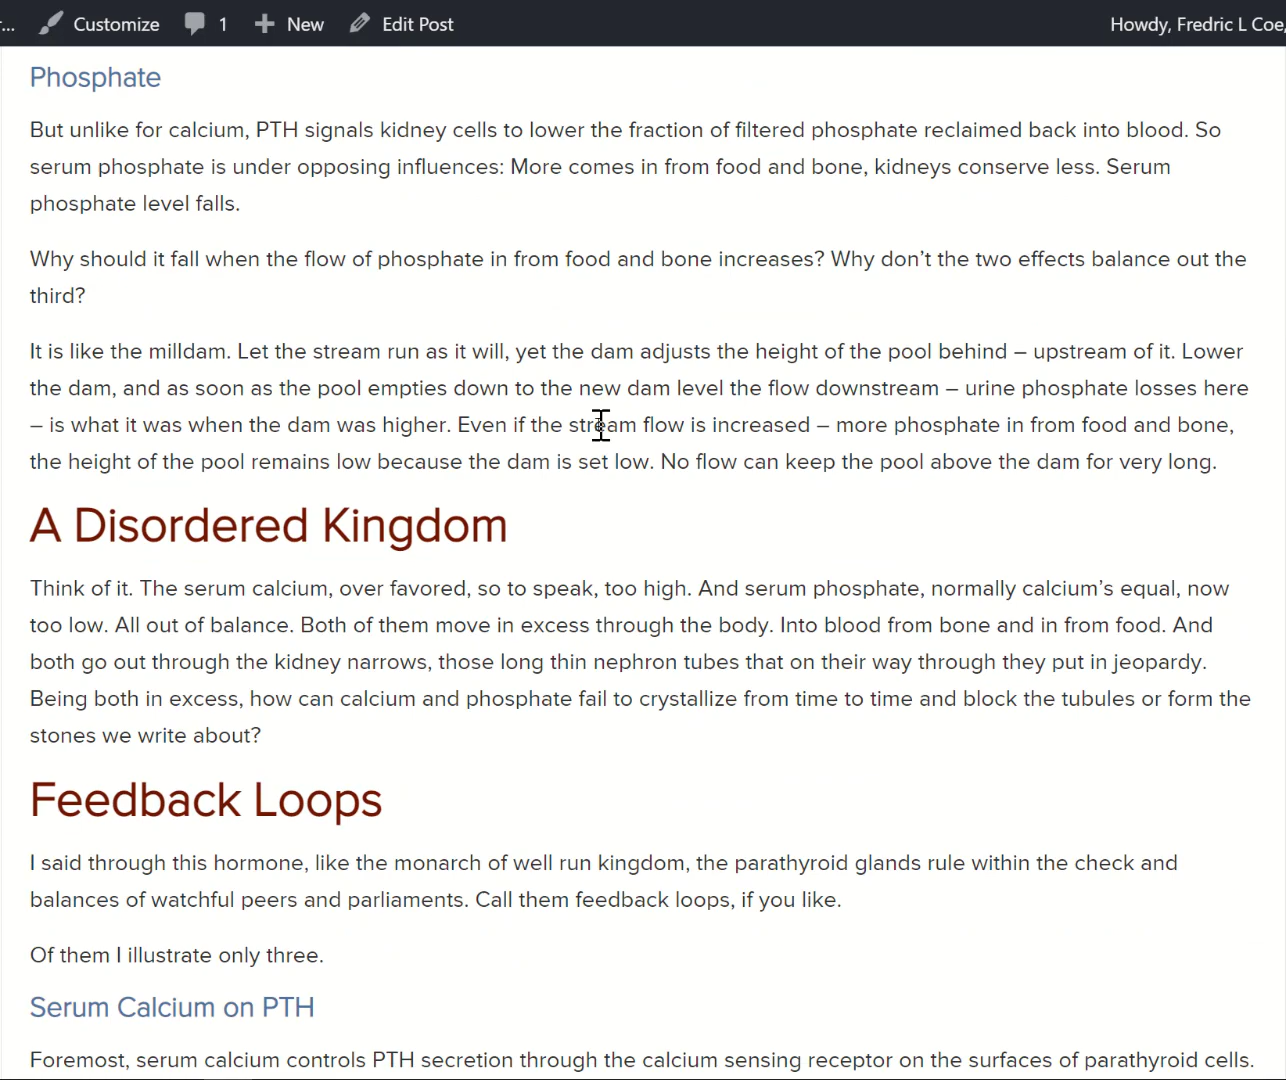 ...
Customize
1
New
Edit Post
Howdy, Fredric L Coe,
Phosphate
But unlike for calcium, PTH signals kidney cells to lower the fraction of filtered phosphate reclaimed back into blood. So
serum phosphate is under opposing influences: More comes in from food and bone, kidneys conserve less. Serum
phosphate level falls.
Why should it fall when the flow of phosphate in from food and bone increases? Why don’t the two effects balance out the
third?
It is like the milldam. Let the stream run as it will, yet the dam adjusts the height of the pool behind – upstream of it. Lower
the dam, and as soon as the pool empties down to the new dam level the flow downstream – urine phosphate losses here
– is what it was when the dam was higher. Even if the stream flow is increased – more phosphate in from food and bone,
the height of the pool remains low because the dam is set low. No flow can keep the pool above the dam for very long.
A Disordered Kingdom
Think of it. The serum calcium, over favored, so to speak, too high. And serum phosphate, normally calcium’s equal, now
too low. All out of balance. Both of them move in excess through the body. Into blood from bone and in from food. And
both go out through the kidney narrows, those long thin nephron tubes that on their way through they put in jeopardy.
Being both in excess, how can calcium and phosphate fail to crystallize from time to time and block the tubules or form the
stones we write about?
Feedback Loops
I said through this hormone, like the monarch of well run kingdom, the parathyroid glands rule within the check and
balances of watchful peers and parliaments. Call them feedback loops, if you like.
Of them I illustrate only three.
Serum Calcium on PTH
Foremost, serum calcium controls PTH secretion through the calcium sensing receptor on the surfaces of parathyroid cells.